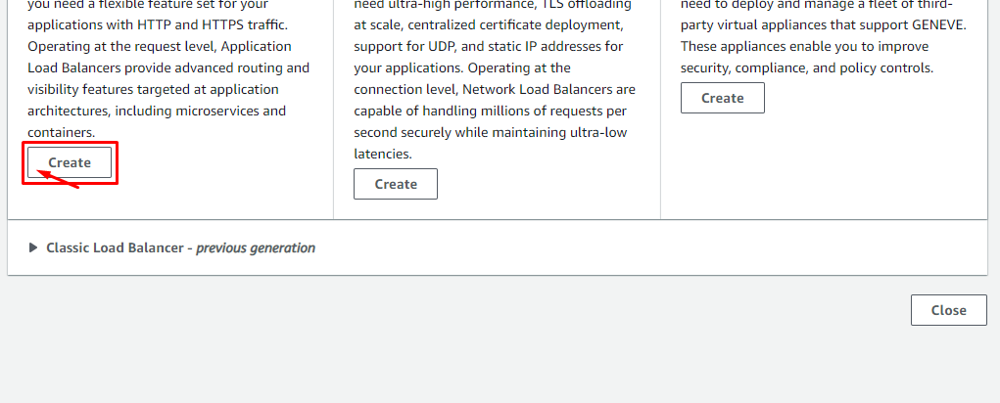 you need a flexible feature set for your
applications with HTTP and HTTPS traffic.
Operating at the request level, Application
Load Balancers provide advanced routing and
visibility features targeted at application
architectures, including microservices and
containers.
Create
need ultra-high performance, TLS offloading
at scale, centralized certificate deployment,
support for UDP, and static IP addresses for
your applications. Operating at the
connection level, Network Load Balancers are
capable of handling millions of requests per
second securely while maintaining ultra-low
latencies.
Create
need to deploy and manage a fleet of third-
party virtual appliances that support GENEVE.
These appliances enable you to improve
security, compliance, and policy controls.
Create
Classic Load Balancer - previous generation
Close